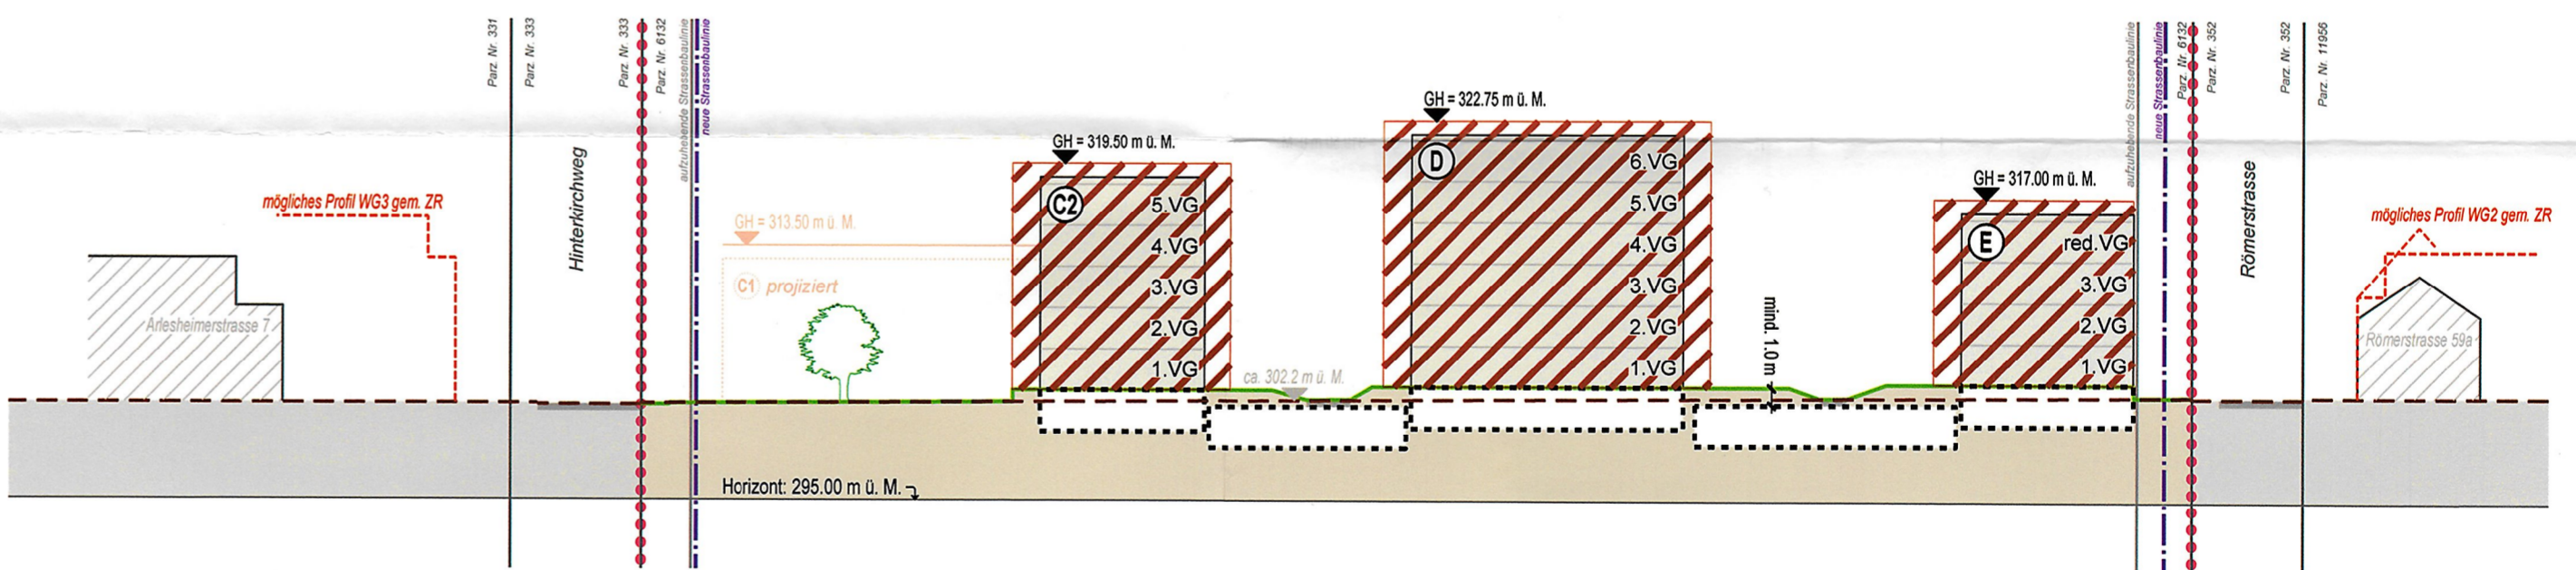 Parz. Nr. 331
Parz. Nr. 333
Hinterkirchweg
Parz. Nr. 333
Parz. Nr. 6132
aufzuhebende Strassenbaulinie
neue Strassenbaulinie
mögliches Profil WG3 gem. ZR
Arlesheimerstrasse 7
GH = 313.50 m ü. M.
C1 projiziert
GH = 319.50 m ü. M.
C2
5.VG
4.VG
3.VG
2.VG
1.VG
ca. 302.2 m ü. M.
GH = 322.75 m ü. M.
D
6.VG
5.VG
4.VG
3.VG
2.VG
1.VG
mind. 1.0 m
GH = 317.00 m ü. M.
E
red.VG
3.VG
2.VG
1.VG
aufzuhebende Strassenbaulinie
neue Strassenbaulinie
Parz. Nr. 6132
Parz. Nr. 352
Römerstrasse
Parz. Nr. 352
Parz. Nr. 11956
mögliches Profil WG2 gem. ZR
Römerstrasse 59a
Horizont: 295.00 m ü. M.